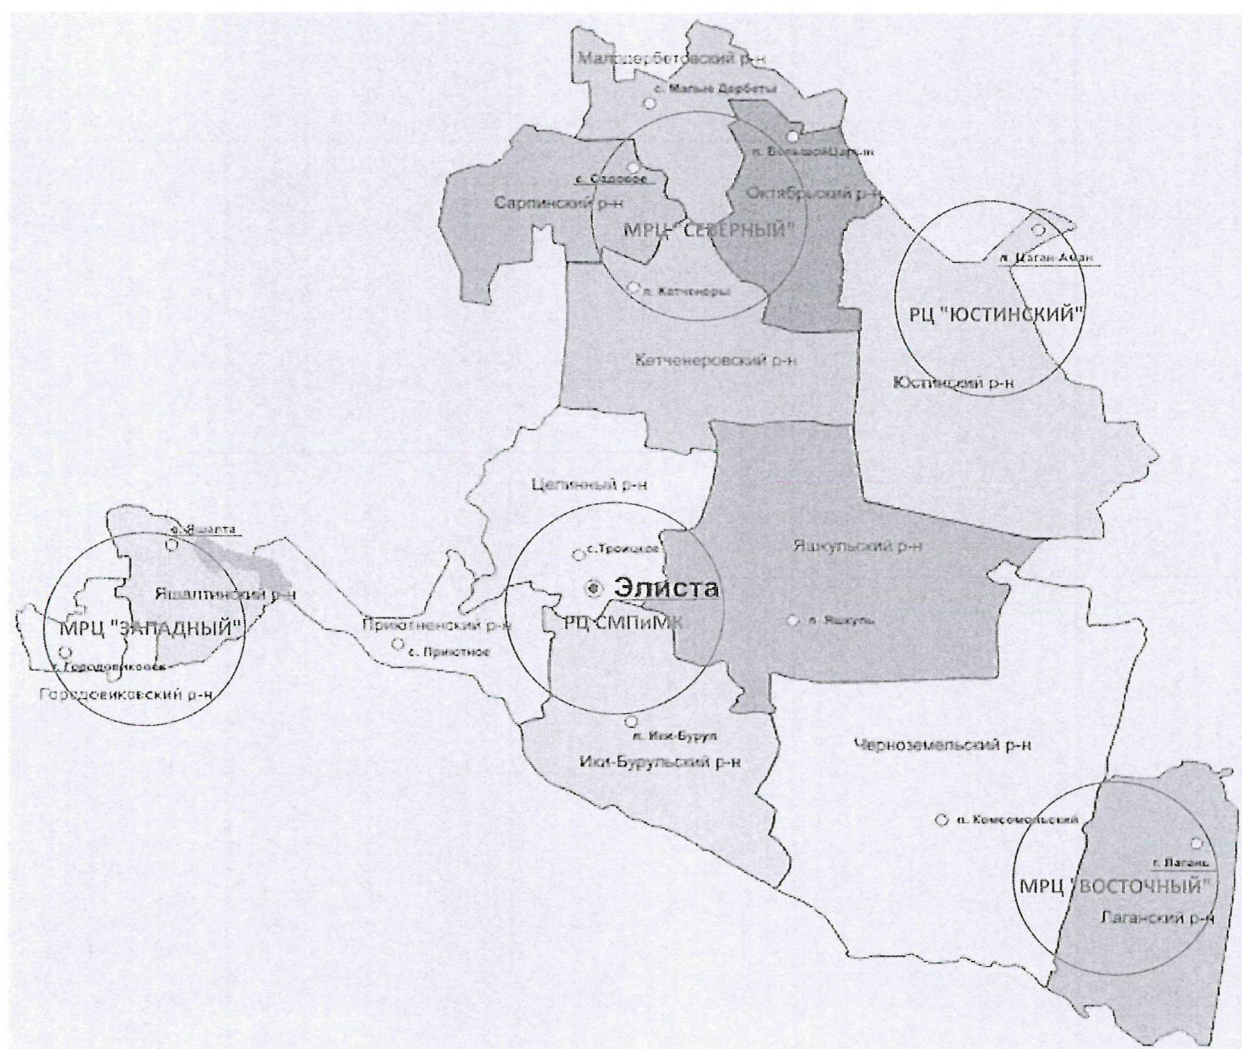 Малодербетовский р-н
с. Малые Дербеты
п. БольшойЦарын
с. Садовое
Октябрьский р-н
Сарпинский р-н
МРЦ "СЕВЕРНЫЙ"
п. Цаган-Аман
п. Кетченеры
РЦ "ЮСТИНСКИЙ"
Кетченеровский р-н
Юстинский р-н
Целинный р-н
с. Яшалта
с.Троицкое
Яшкульский р-н
Элиста
Яшалтинский р-н
МРЦ "ЗАПАДНЫЙ"
Приютненский р-н
РЦ СМПиМК
п. Яшкуль
с. Приютное
г. Городовиковск
Городовиковский р-н
п. Ики-Бурул
Черноземельский р-н
Ики-Бурульский р-н
п. Комсомольский
г. Лагань
МРЦ "ВОСТОЧНЫЙ"
Лаганский р-н